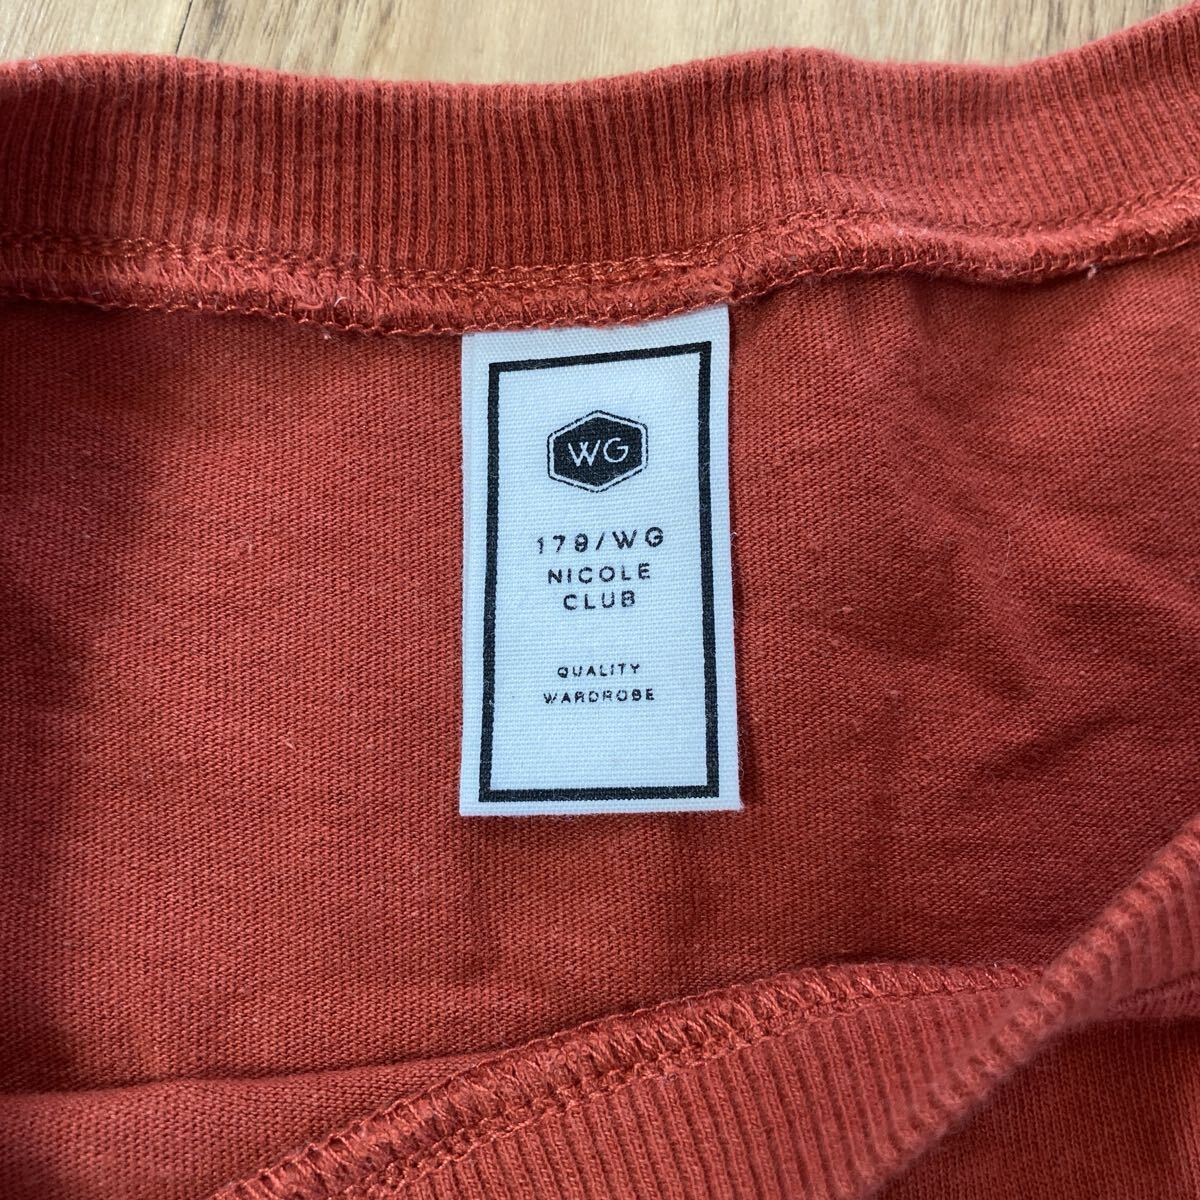 WG
179/WG
NICOLE
CLUB
QUALITY
WARDROBE